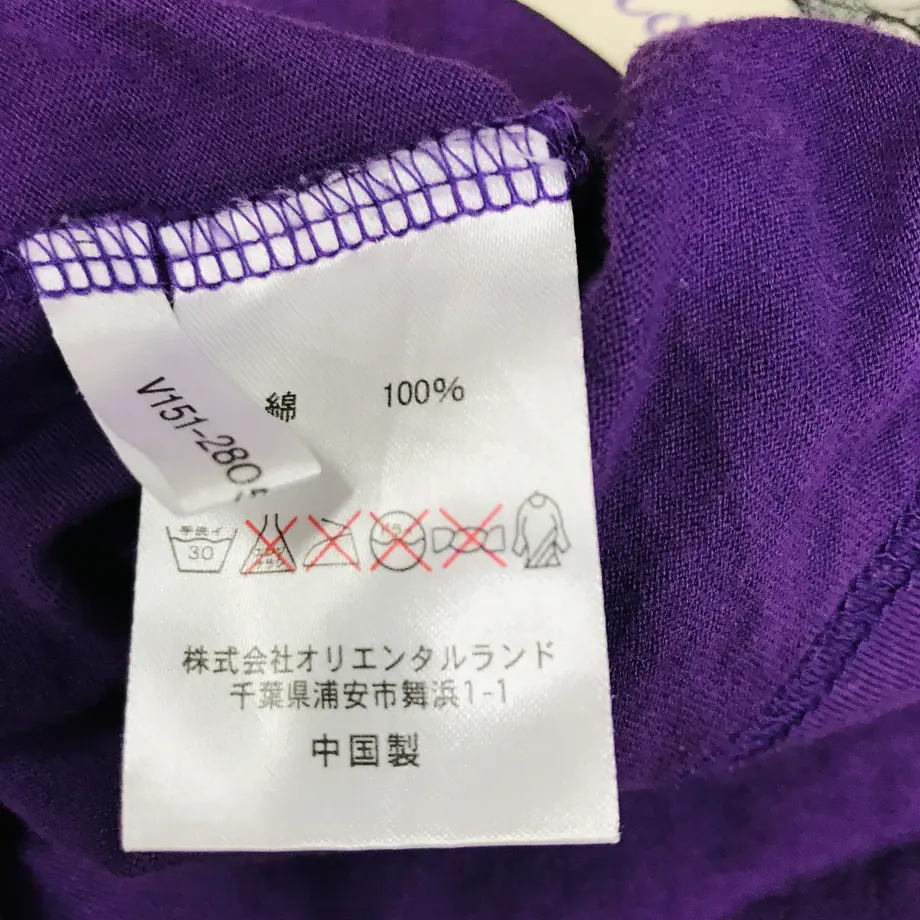 V151-280
綿 100%
手洗イ
30
株式会社オリエンタルランド
千葉県浦安市舞浜1-1
中国製